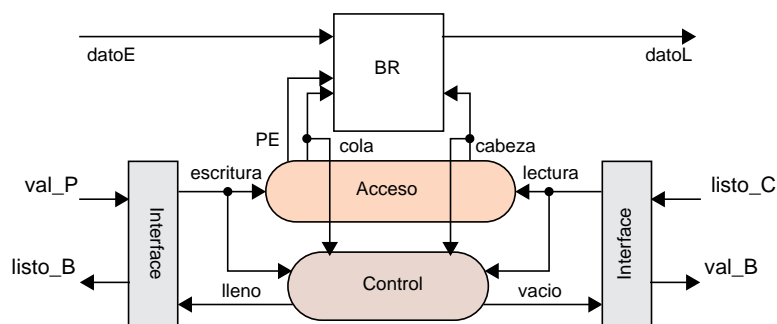 datoE
BR
datoL
PE
cola
cabeza
val_P
escritura
Acceso
lectura
listo_C
Interface
Interface
listo_B
lleno
Control
vacio
val_B